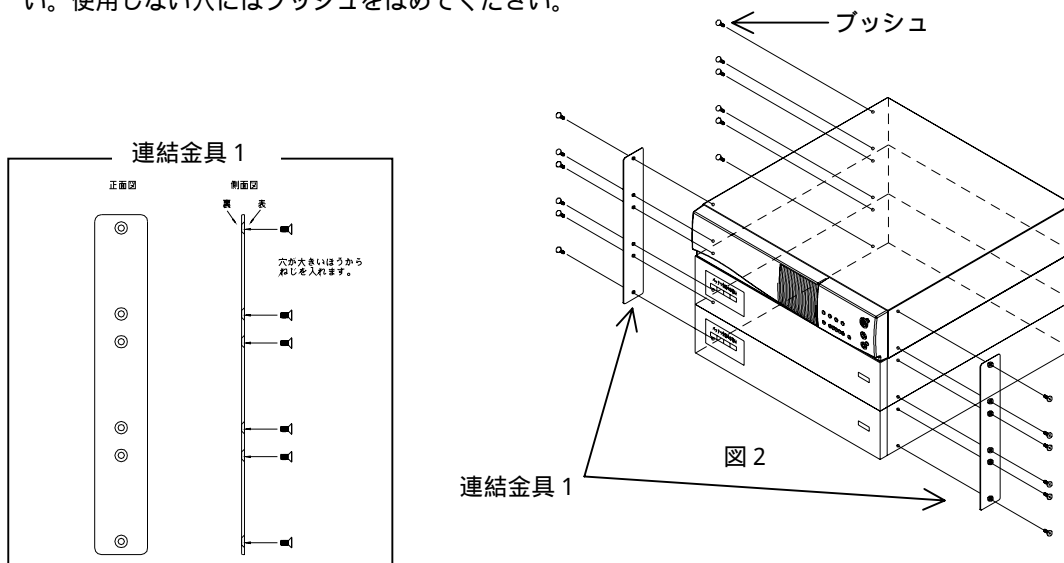 い。使用しない穴にはブッシュをはめてください。
ブッシュ
連結金具 1
正面図
側面図
裏 表
穴が大きいほうから
ねじを入れます。
図 2
連結金具 1